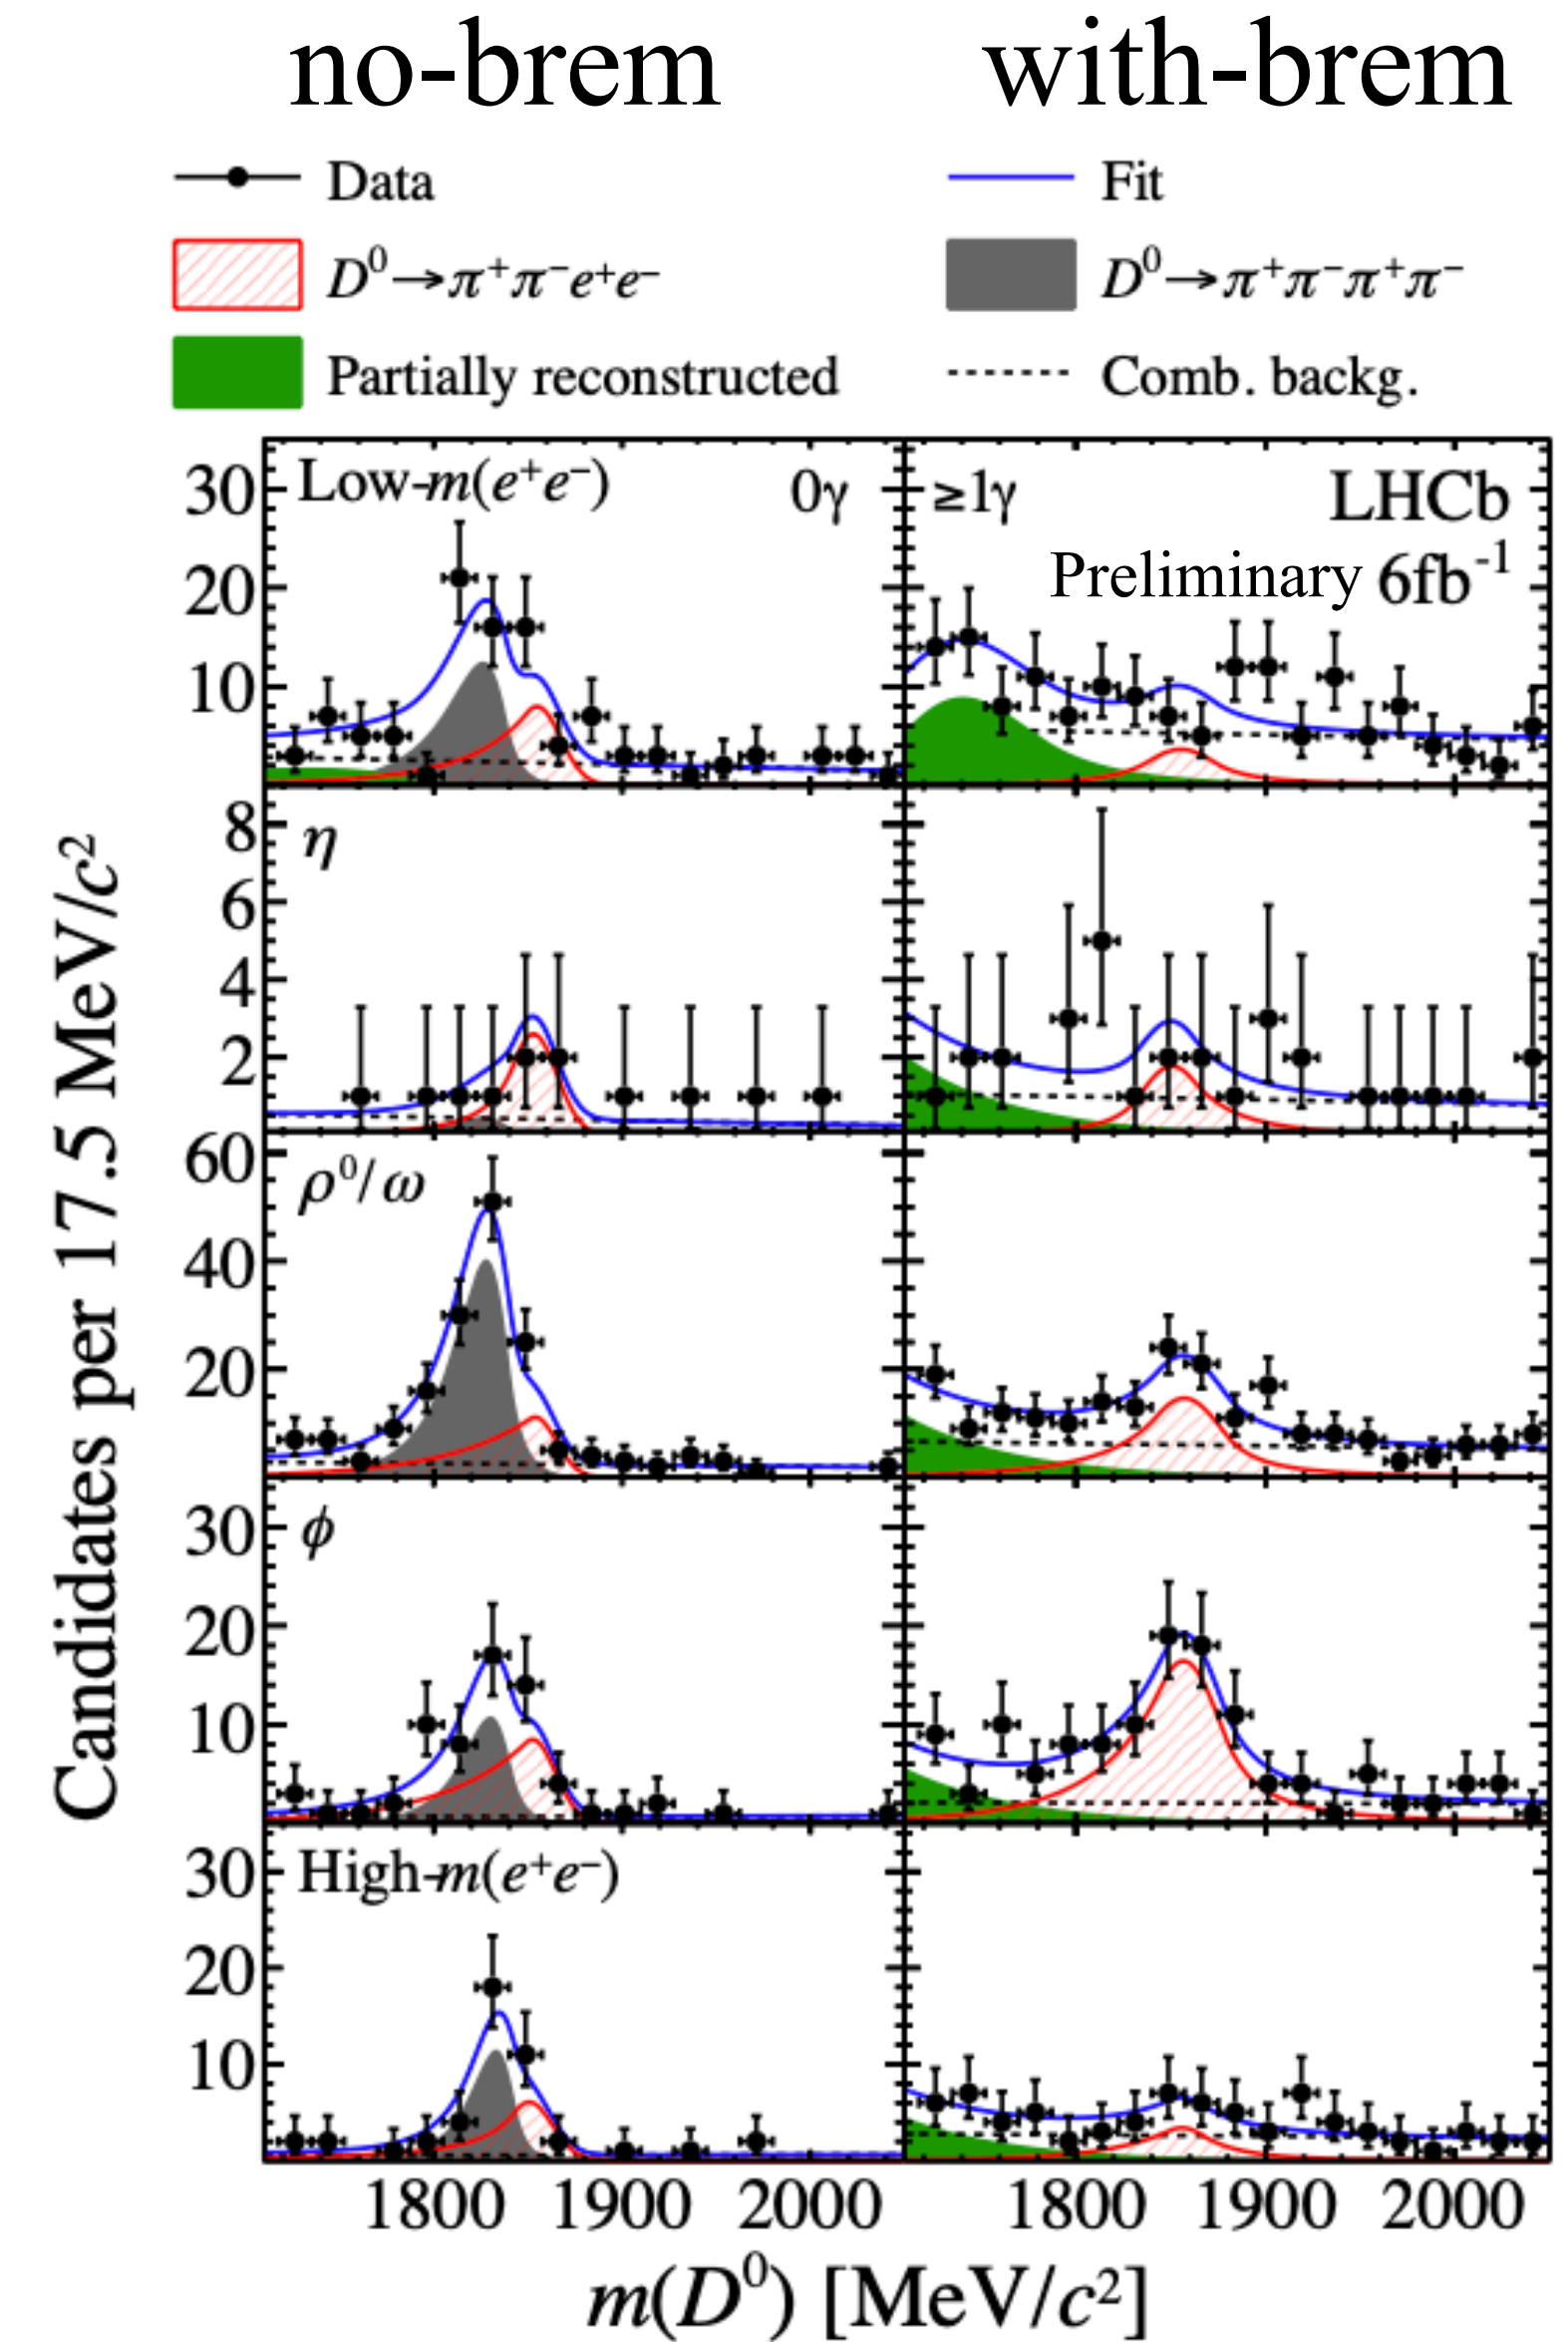 no-brem with-brem
Data Fit
D⁰→π⁺π⁻e⁺e⁻ D⁰→π⁺π⁻π⁺π⁻
Partially reconstructed Comb. backg.
Low-m(e⁺e⁻) 0γ ≥1γ LHCb
Preliminary 6fb⁻¹
30
20
10
η
8
6
4
2
ρ⁰/ω
60
40
20
ϕ
30
20
10
High-m(e⁺e⁻)
30
20
10
1800 1900 2000 1800 1900 2000
m(D⁰) [MeV/c²]
Candidates per 17.5 MeV/c²